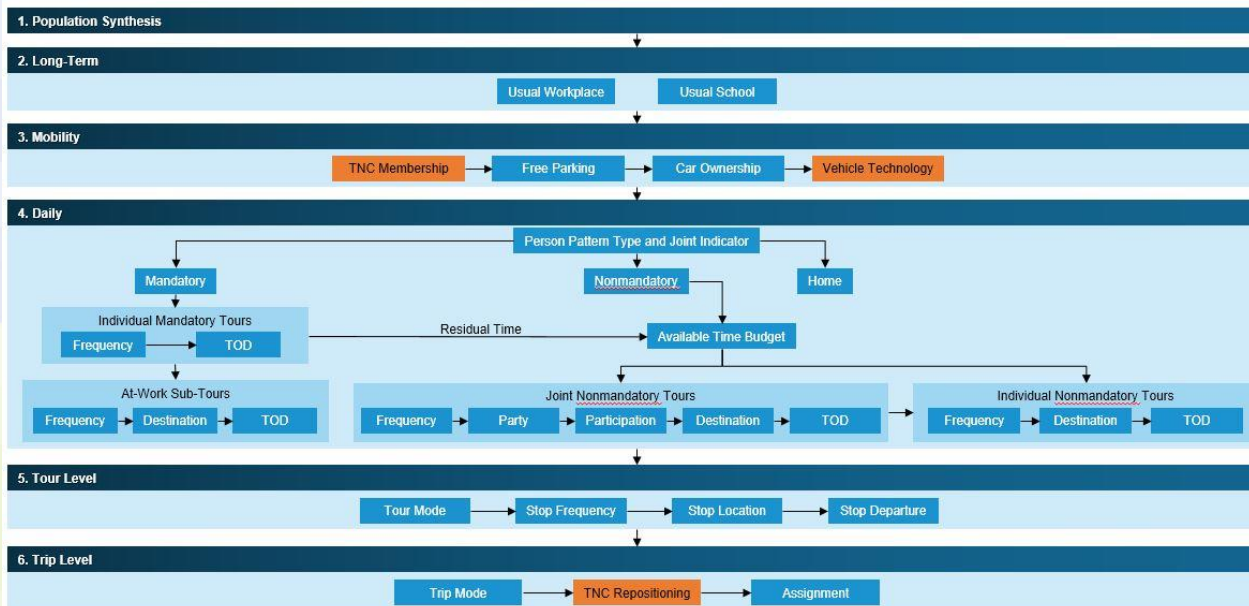 1. Population Synthesis
2. Long-Term
Usual Workplace
Usual School
3. Mobility
TNC Membership
Free Parking
Car Ownership
Vehicle Technology
4. Daily
Person Pattern Type and Joint Indicator
Mandatory
Nonmandatory
Home
Individual Mandatory Tours
Frequency
TOD
Residual Time
Available Time Budget
At-Work Sub-Tours
Frequency
Destination
TOD
Joint Nonmandatory Tours
Frequency
Party
Participation
Destination
TOD
Individual Nonmandatory Tours
Frequency
Destination
TOD
5. Tour Level
Tour Mode
Stop Frequency
Stop Location
Stop Departure
6. Trip Level
Trip Mode
TNC Repositioning
Assignment